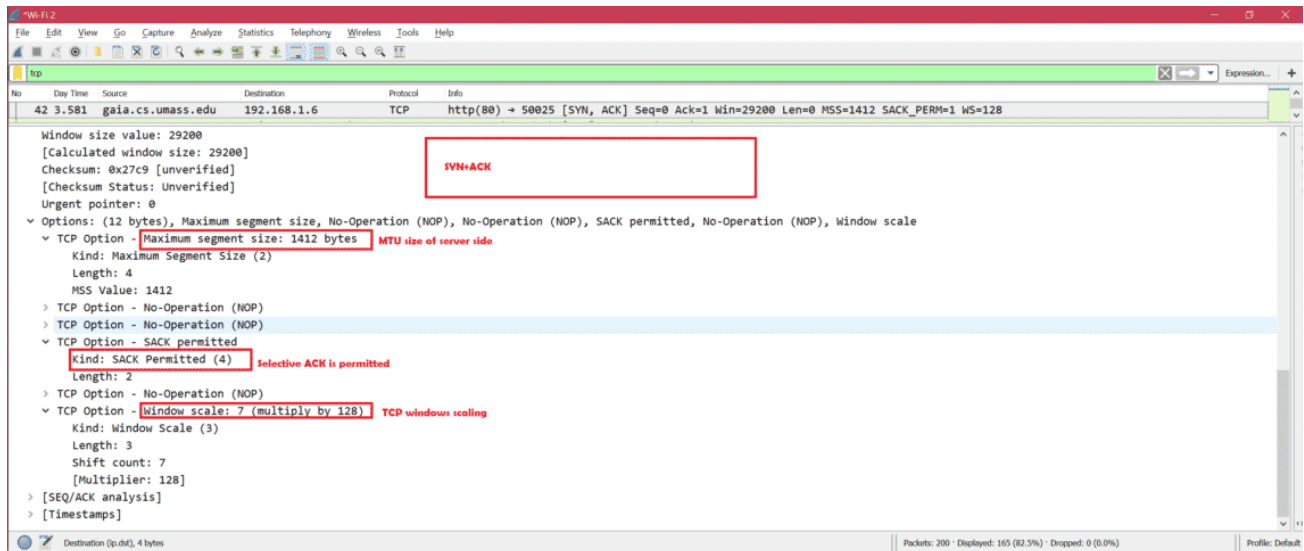 *Wi-Fi 2
File Edit View Go Capture Analyze Statistics Telephony Wireless Tools Help
tcp
Expression...
No Day Time Source Destination Protocol Info
42 3.581 gaia.cs.umass.edu 192.168.1.6 TCP http(80) → 50025 [SYN, ACK] Seq=0 Ack=1 Win=29200 Len=0 MSS=1412 SACK_PERM=1 WS=128
Window size value: 29200
[Calculated window size: 29200]
Checksum: 0x27c9 [unverified]
SYN+ACK
[Checksum Status: Unverified]
Urgent pointer: 0
Options: (12 bytes), Maximum segment size, No-Operation (NOP), No-Operation (NOP), SACK permitted, No-Operation (NOP), Window scale
TCP Option - Maximum segment size: 1412 bytes MTU size of server side
Kind: Maximum Segment Size (2)
Length: 4
MSS Value: 1412
TCP Option - No-Operation (NOP)
TCP Option - No-Operation (NOP)
TCP Option - SACK permitted
Kind: SACK Permitted (4) Selective ACK is permitted
Length: 2
TCP Option - No-Operation (NOP)
TCP Option - Window scale: 7 (multiply by 128) TCP windows scaling
Kind: Window Scale (3)
Length: 3
Shift count: 7
[Multiplier: 128]
[SEQ/ACK analysis]
[Timestamps]
Destination (ip.dst), 4 bytes Packets: 200 · Displayed: 165 (82.5%) · Dropped: 0 (0.0%) Profile: Default